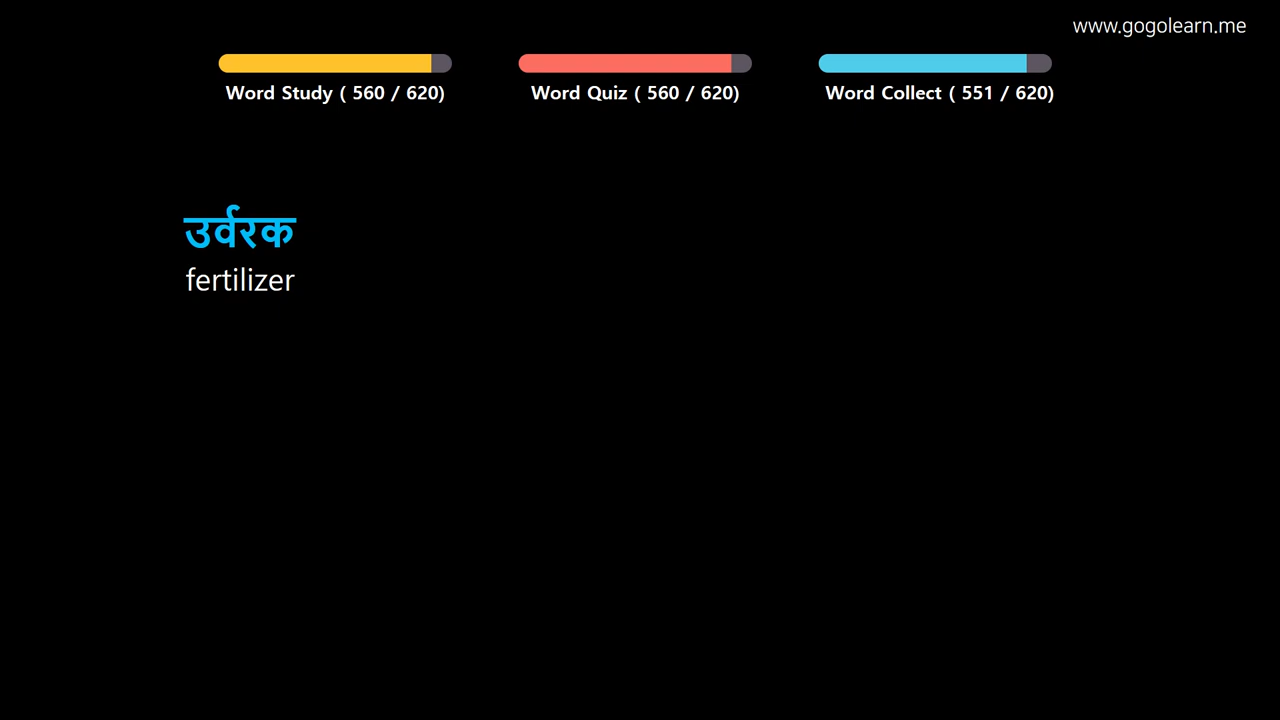 www.gogolearn.me
Word Study ( 560 / 620)
Word Quiz ( 560 / 620)
Word Collect ( 551 / 620)
उर्वरक
fertilizer